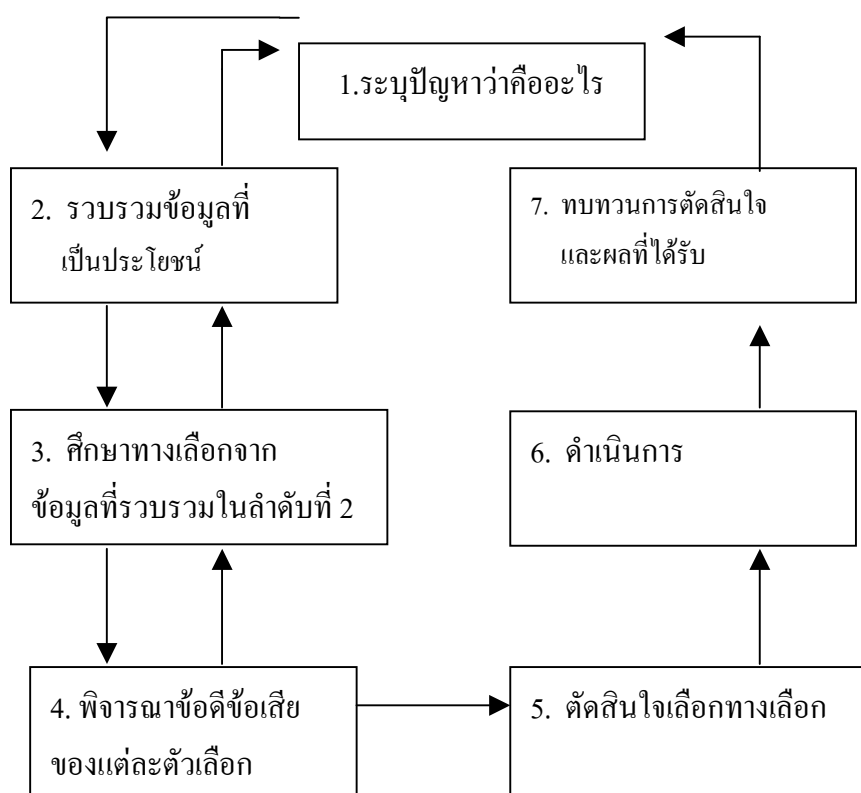 1.ระบุปัญหาว่าคืออะไร
2. รวบรวมข้อมูลที่
เป็นประโยชน์
3. ศึกษาทางเลือกจาก
ข้อมูลที่รวบรวมในลำดับที่ 2
4. พิจารณาข้อดีข้อเสีย
ของแต่ละตัวเลือก
5. ตัดสินใจเลือกทางเลือก
6. ดำเนินการ
7. ทบทวนการตัดสินใจ
และผลที่ได้รับ